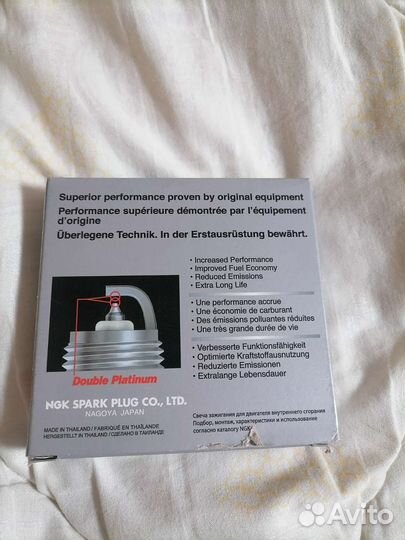 Superior performance proven by original equipment
Performance supérieure démontrée par l'équipement
d'origine
Überlegene Technik. In der Erstausrüstung bewährt.
• Increased Performance
• Improved Fuel Economy
• Reduced Emissions
• Extra Long Life
• Une performance accrue
• Une économie de carburant
• Des émissions polluantes réduites
• Une très grande durée de vie
• Verbesserte Funktionsfähigkeit
• Optimierte Kraftstoffausnutzung
• Reduzierte Emissionen
• Extralange Lebensdauer
Double Platinum
NGK SPARK PLUG CO., LTD.
NAGOYA JAPAN
MADE IN THAILAND / FABRIQUÉ EN THAÏLANDE
HERGESTELLT IN THAILAND / СДЕЛАНО В ТАИЛАНДЕ
Свеча зажигания для двигателя внутреннего сгорания
Подбор, монтаж, характеристики и использование
согласно каталогу NGK
Avito